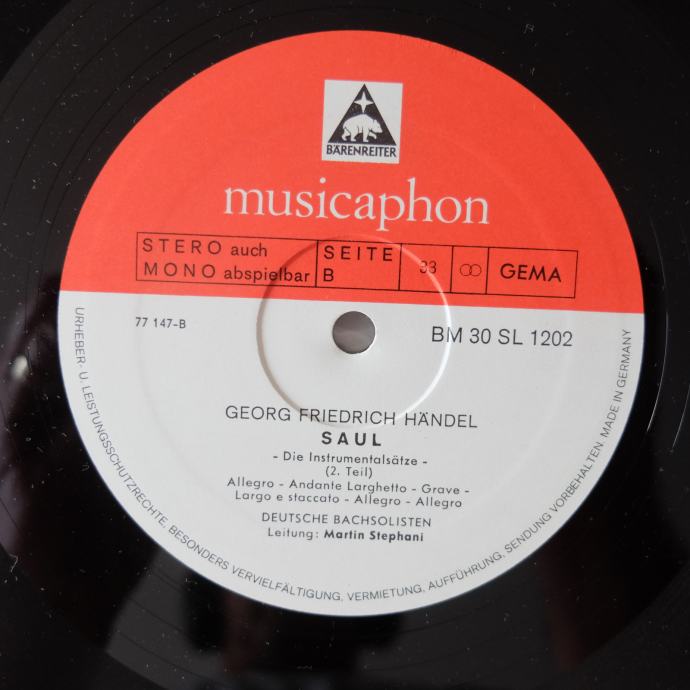 BÄRENREITER
musicaphon
STERO auch
MONO abspielbar
SEITE
B
33
GEMA
77 147-B
BM 30 SL 1202
GEORG FRIEDRICH HÄNDEL
SAUL
- Die Instrumentalsätze -
(2. Teil)
Allegro - Andante Larghetto - Grave -
Largo e staccato - Allegro - Allegro
DEUTSCHE BACHSOLISTEN
Leitung: Martin Stephani
URHEBER- U. LEISTUNGSSCHUTZRECHTE, BESONDERS VERVIELFÄLTIGUNG, VERMIETUNG, AUFFÜHRUNG, SENDUNG VORBEHALTEN. MADE IN GERMANY